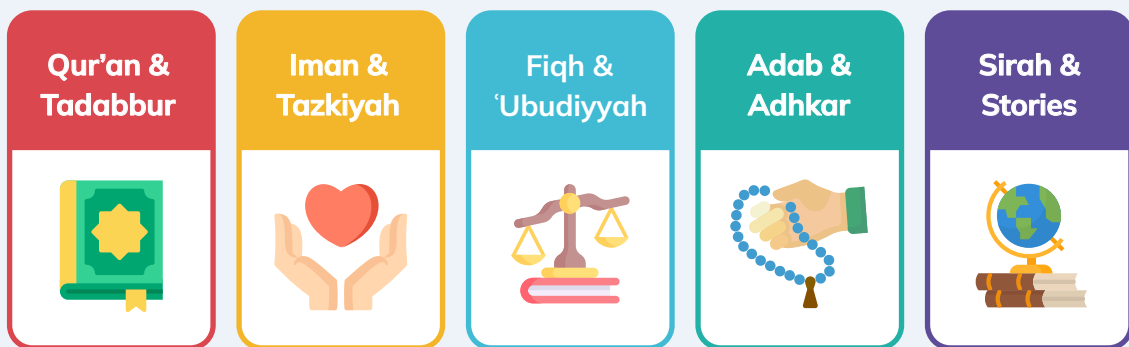 Qur’an &
Tadabbur
Iman &
Tazkiyah
Fiqh &
ʿUbudiyyah
Adab &
Adhkar
Sirah &
Stories